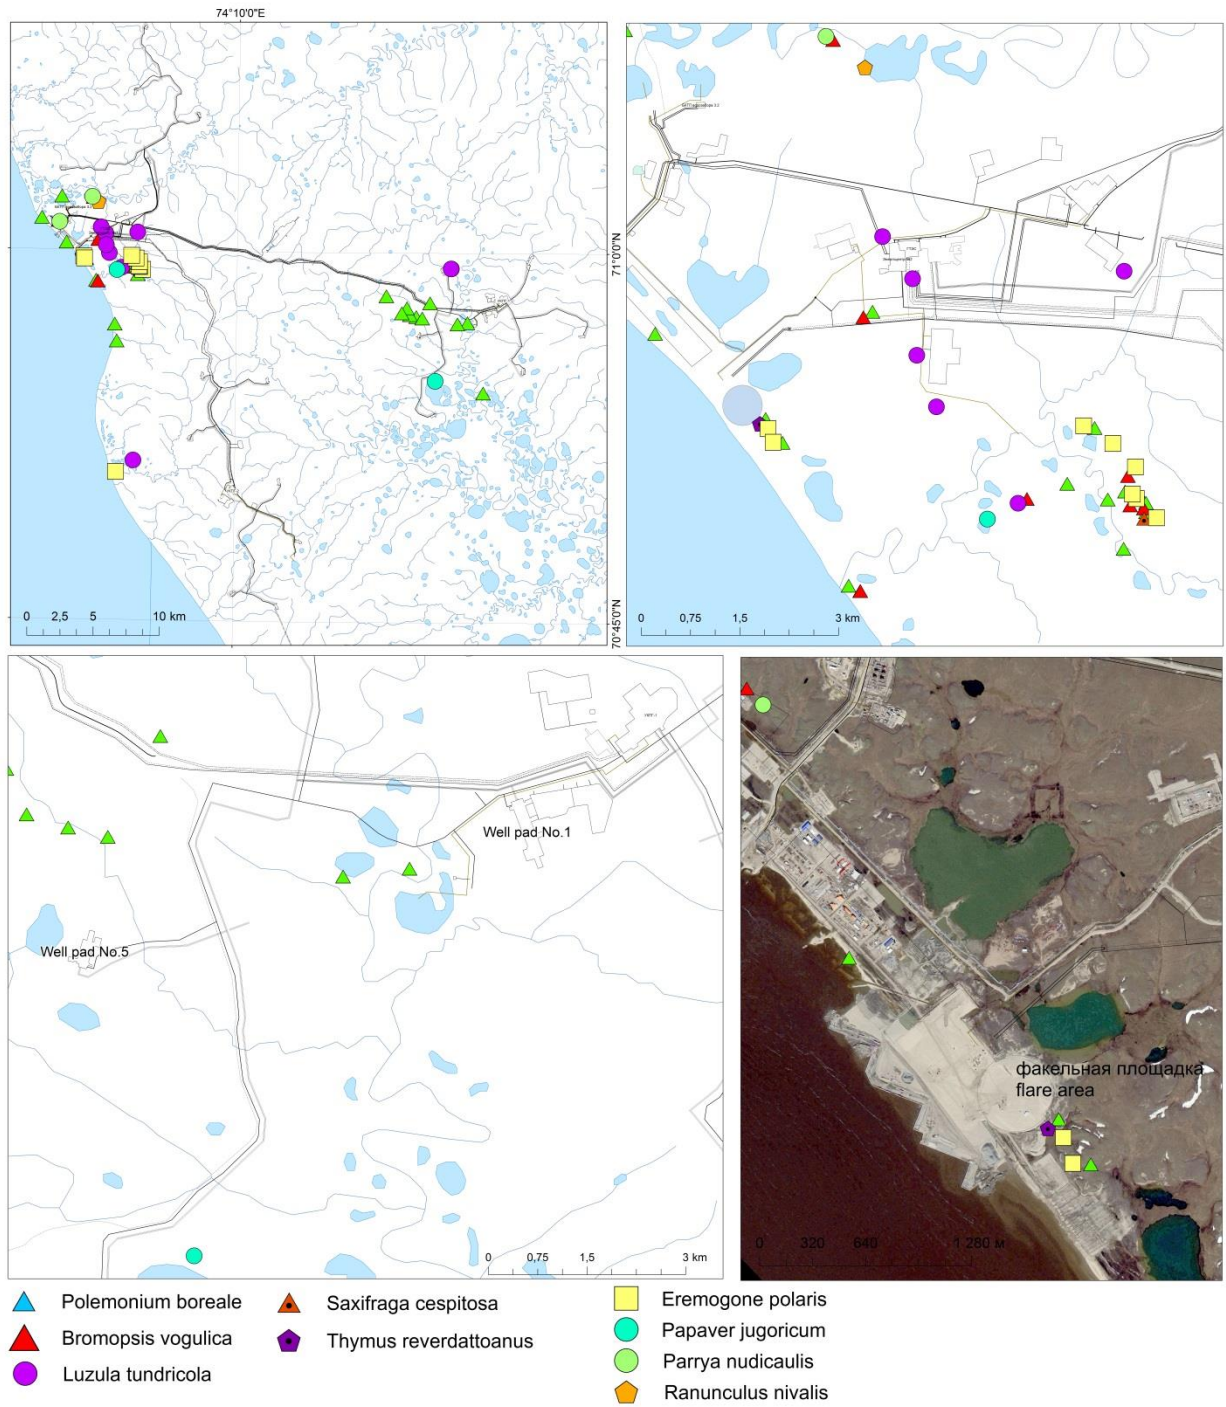 74°10'0"E
71°0'0"N
70°45'0"N
0 2,5 5 10 km
0 0,75 1,5 3 km
Well pad No.1
Well pad No.5
0 0,75 1,5 3 km
факельная площадка
flare area
0 320 640 1 280 м
Polemonium boreale
Bromopsis vogulica
Luzula tundricola
Saxifraga cespitosa
Thymus reverdattoanus
Eremogone polaris
Papaver jugoricum
Parrya nudicaulis
Ranunculus nivalis